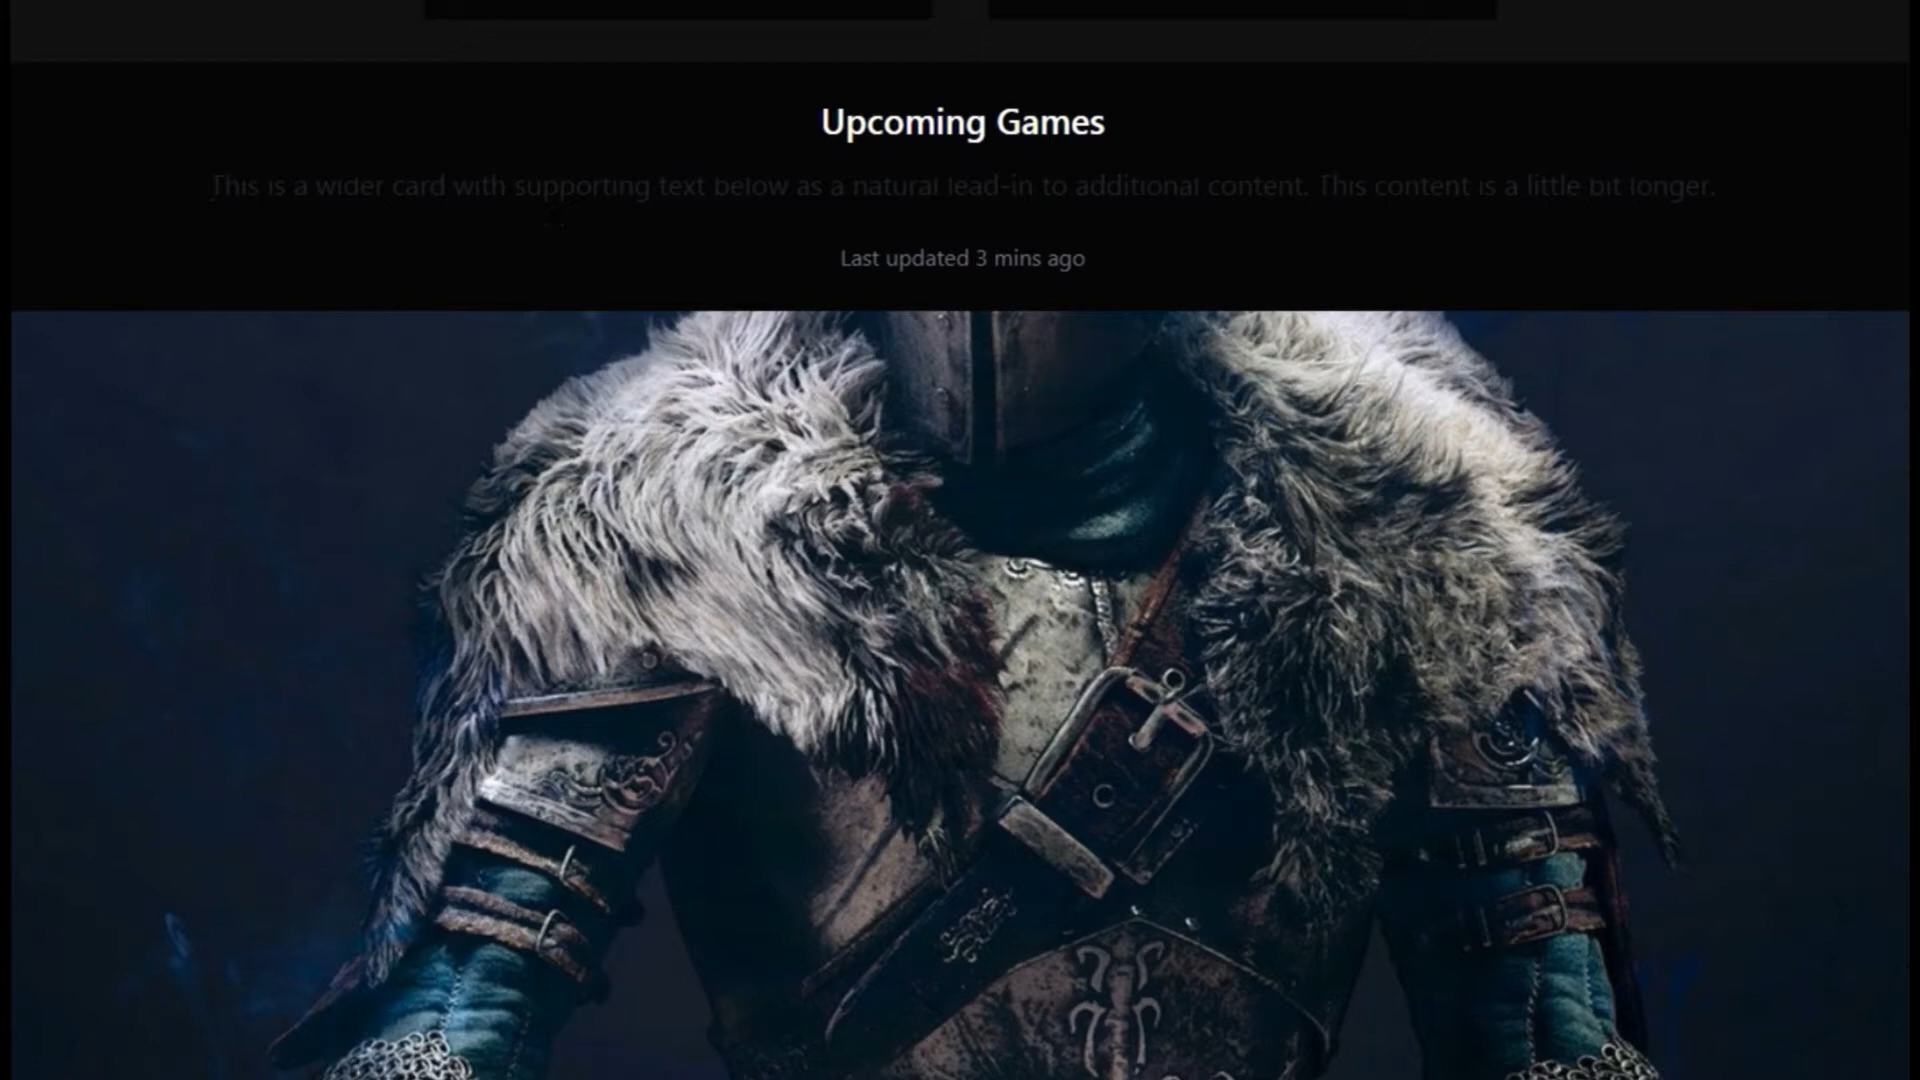 Upcoming Games
This is a wider card with supporting text below as a natural lead-in to additional content. This content is a little bit longer.
Last updated 3 mins ago